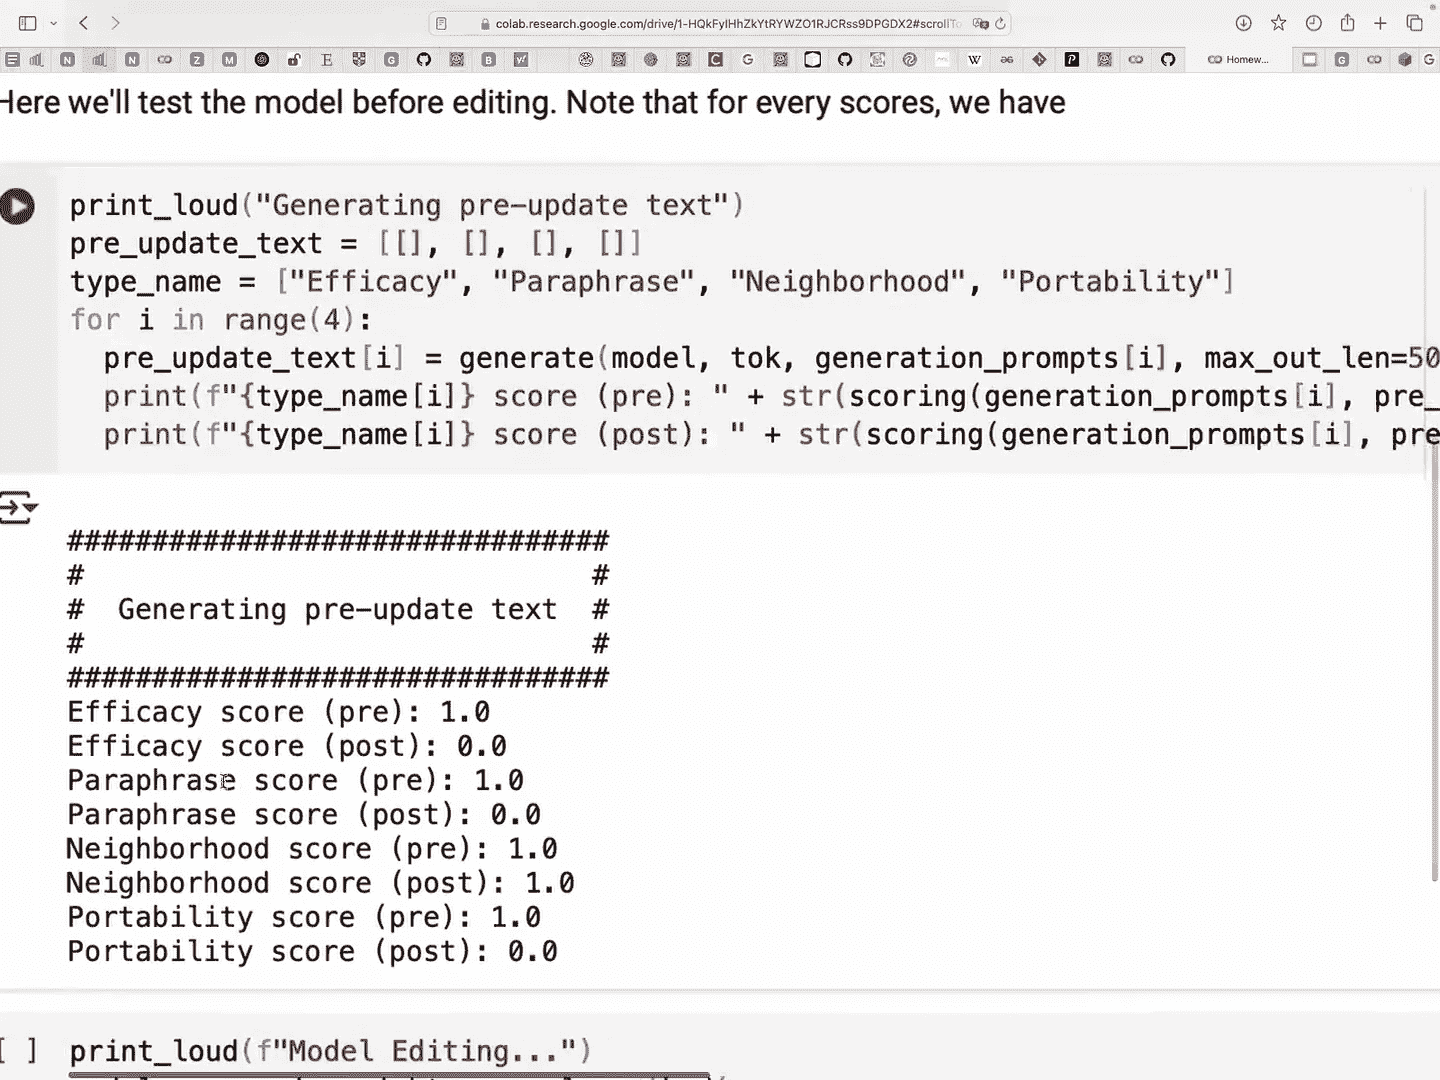 colab.research.google.com/drive/1-HQkFyIHhZkYtRYWZO1RJCRss9DPGDX2#scrollTo
Homew...
Here we'll test the model before editing. Note that for every scores, we have
print_loud("Generating pre-update text")
pre_update_text = [[], [], [], []]
type_name = ["Efficacy", "Paraphrase", "Neighborhood", "Portability"]
for i in range(4):
pre_update_text[i] = generate(model, tok, generation_prompts[i], max_out_len=50
print(f"{type_name[i]} score (pre): " + str(scoring(generation_prompts[i], pre_
print(f"{type_name[i]} score (post): " + str(scoring(generation_prompts[i], pre
################################
# #
# Generating pre-update text #
# #
################################
Efficacy score (pre): 1.0
Efficacy score (post): 0.0
Paraphrase score (pre): 1.0
Paraphrase score (post): 0.0
Neighborhood score (pre): 1.0
Neighborhood score (post): 1.0
Portability score (pre): 1.0
Portability score (post): 0.0
[ ] print_loud(f"Model Editing...")